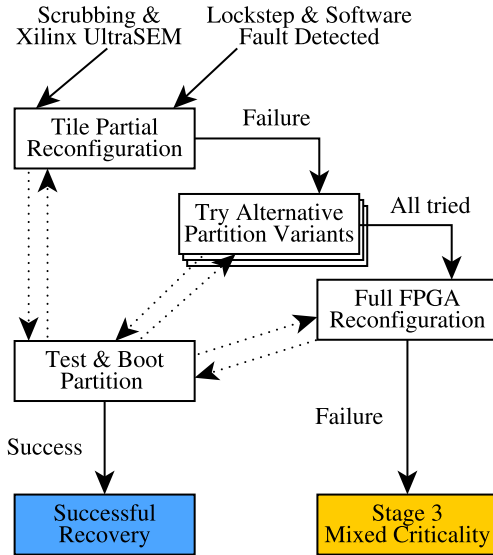 Scrubbing &
Xilinx UltraSEM
Lockstep & Software
Fault Detected
Tile Partial
Reconfiguration
Failure
Try Alternative
Partition Variants
All tried
Full FPGA
Reconfiguration
Test & Boot
Partition
Success
Failure
Successful
Recovery
Stage 3
Mixed Criticality